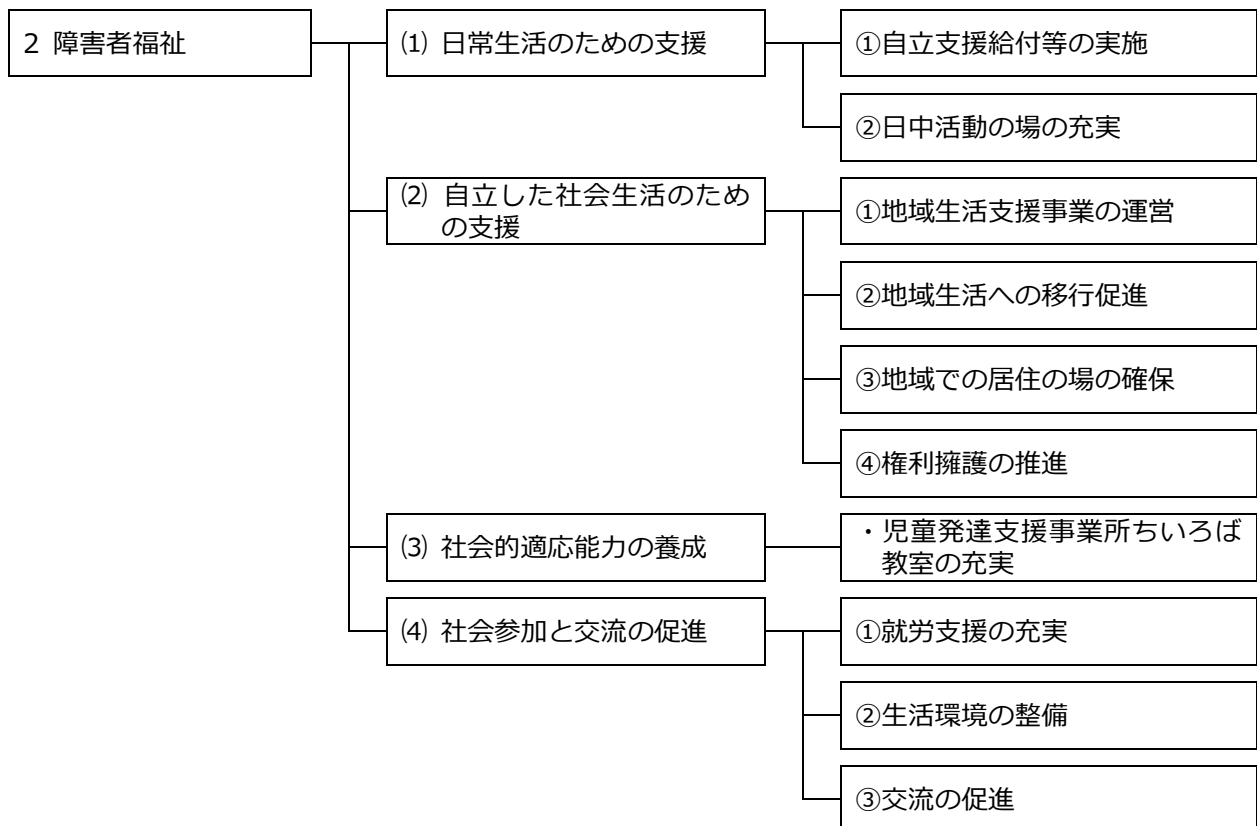 2 障害者福祉
⑴ 日常生活のための支援
①自立支援給付等の実施
②日中活動の場の充実
⑵ 自立した社会生活のため
の支援
①地域生活支援事業の運営
②地域生活への移行促進
③地域での居住の場の確保
④権利擁護の推進
⑶ 社会的適応能力の養成
・児童発達支援事業所ちいろば
教室の充実
⑷ 社会参加と交流の促進
①就労支援の充実
②生活環境の整備
③交流の促進